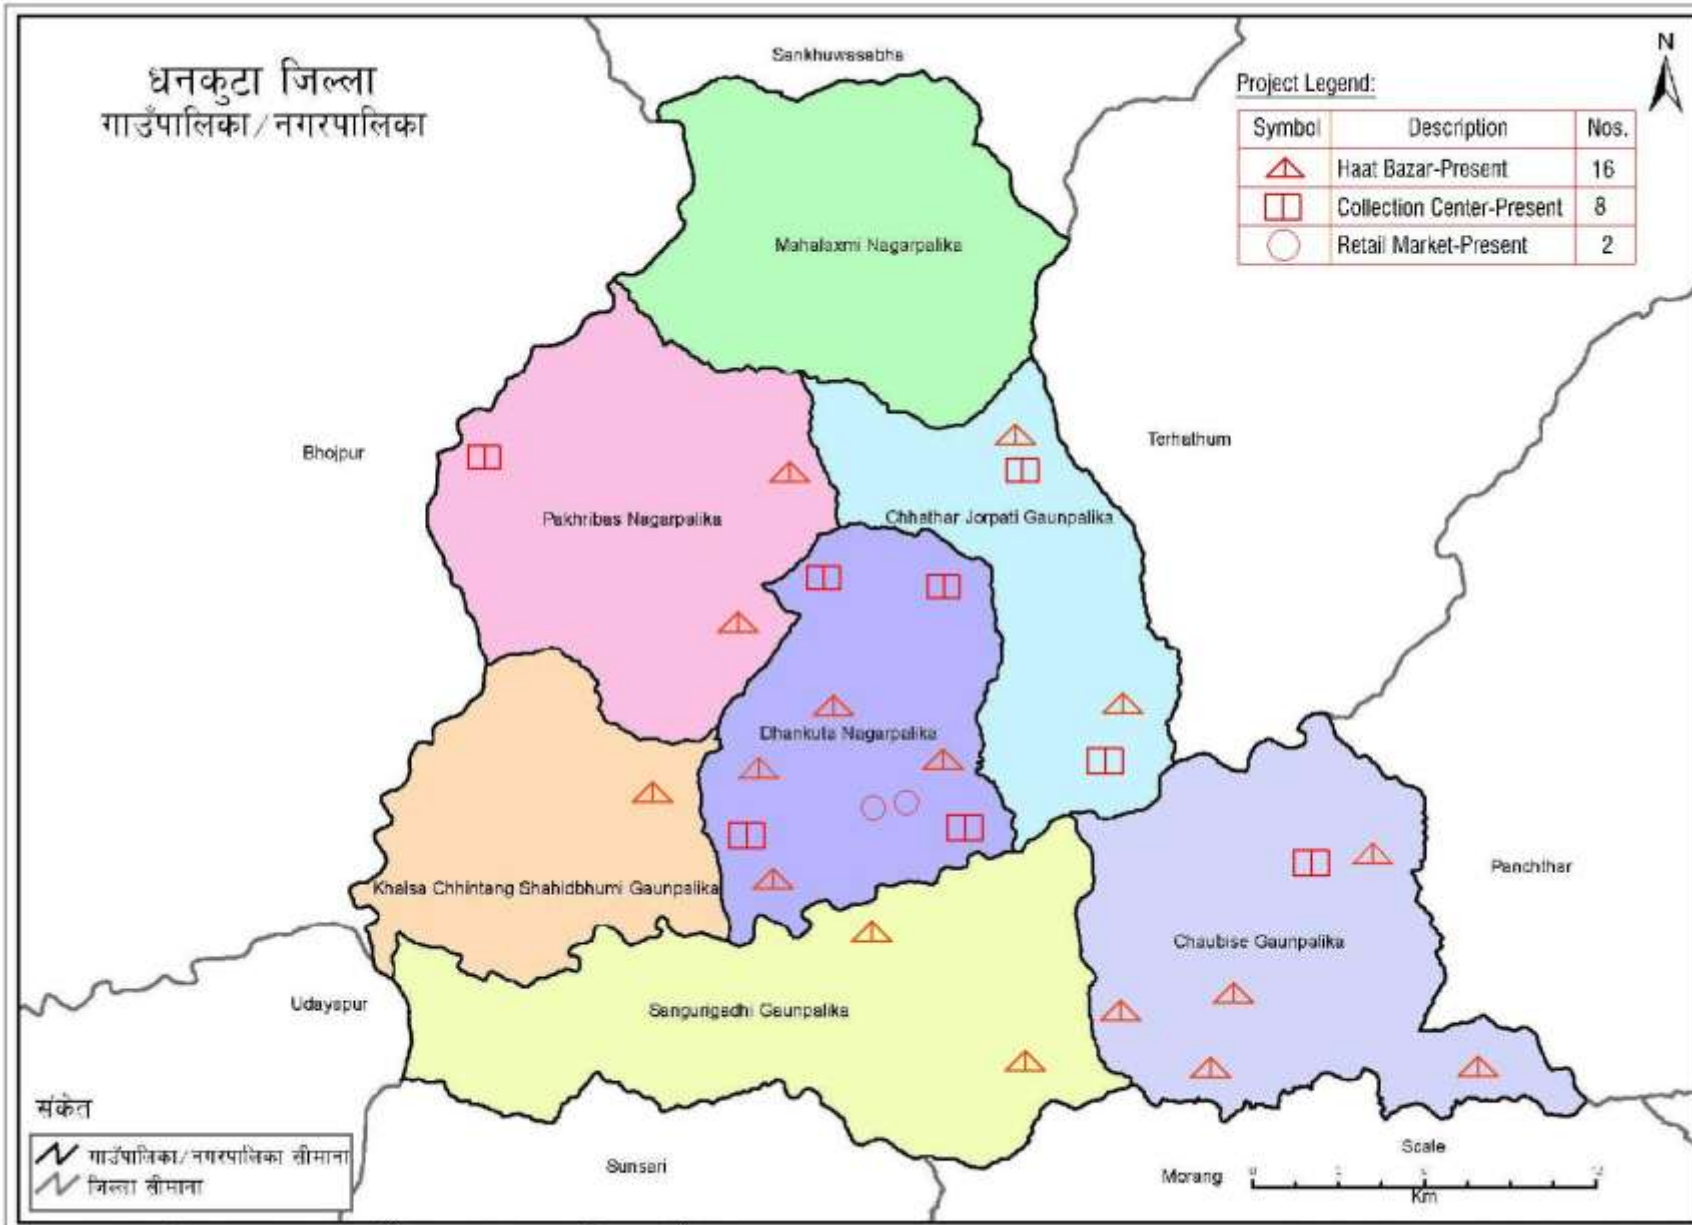 धनकुटा जिल्ला
गाउँपालिका/नगरपालिका
Sankhuwasabha
N
Project Legend:
Symbol Description Nos.
Haat Bazar-Present 16
Collection Center-Present 8
Retail Market-Present 2
Mahalaxmi Nagarpalika
Bhojpur
Terhathum
Pakhribas Nagarpalika
Chhathar Jorpati Gaunpalika
Dhankuta Nagarpalika
Khalsa Chhintang Shahidbhumi Gaunpalika
Panchthar
Chaubise Gaunpalika
Udayapur
Sangurigadhi Gaunpalika
संकेत
गाउँपालिका/नगरपालिका सीमाना
जिल्ला सीमाना
Sunsari
Morang
Scale
Km